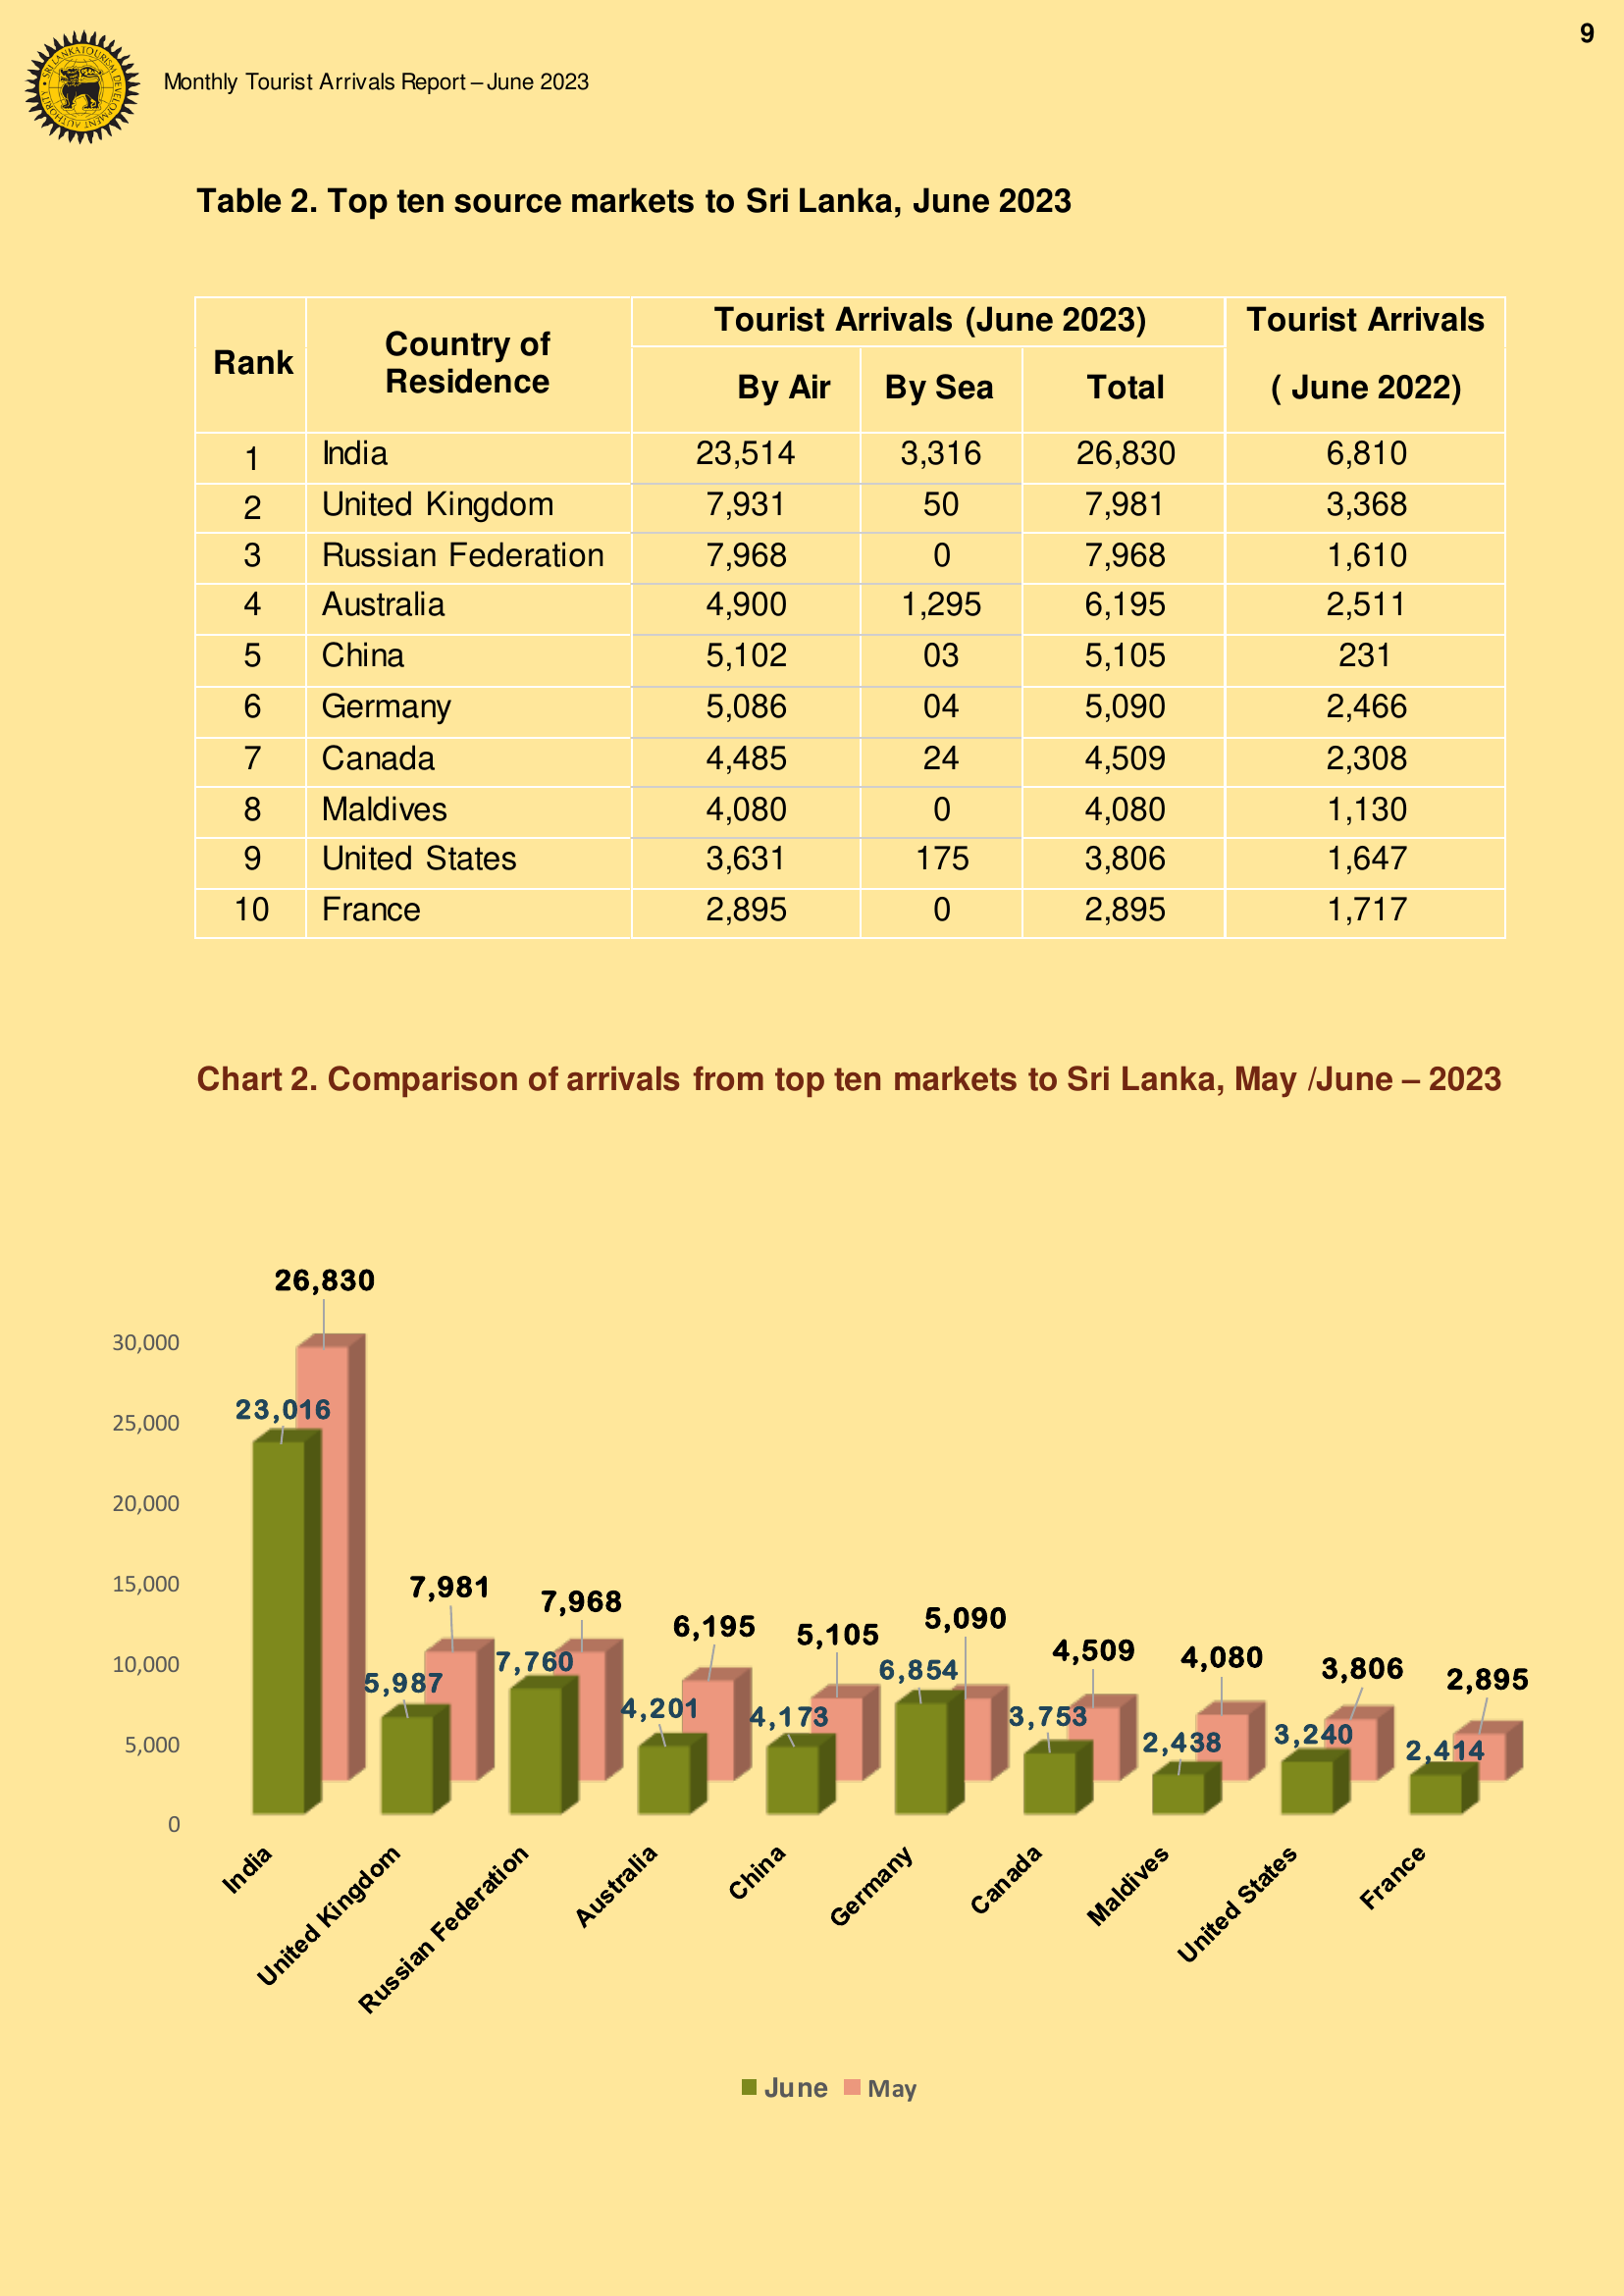 9
SRI LANKA TOURISM DEVELOPMENT AUTHORITY
Monthly Tourist Arrivals Report – June 2023
Table 2. Top ten source markets to Sri Lanka, June 2023
Rank Country of Residence Tourist Arrivals (June 2023) Tourist Arrivals
By Air By Sea Total ( June 2022)
1 India 23,514 3,316 26,830 6,810
2 United Kingdom 7,931 50 7,981 3,368
3 Russian Federation 7,968 0 7,968 1,610
4 Australia 4,900 1,295 6,195 2,511
5 China 5,102 03 5,105 231
6 Germany 5,086 04 5,090 2,466
7 Canada 4,485 24 4,509 2,308
8 Maldives 4,080 0 4,080 1,130
9 United States 3,631 175 3,806 1,647
10 France 2,895 0 2,895 1,717
Chart 2. Comparison of arrivals from top ten markets to Sri Lanka, May /June – 2023
26,830
30,000
23,016
25,000
20,000
15,000
10,000
5,000
0
7,981
5,987
7,968
7,760
6,195
4,201
5,105
4,173
5,090
6,854
4,509
3,753
4,080
2,438
3,806
3,240
2,895
2,414
India
United Kingdom
Russian Federation
Australia
China
Germany
Canada
Maldives
United States
France
June May